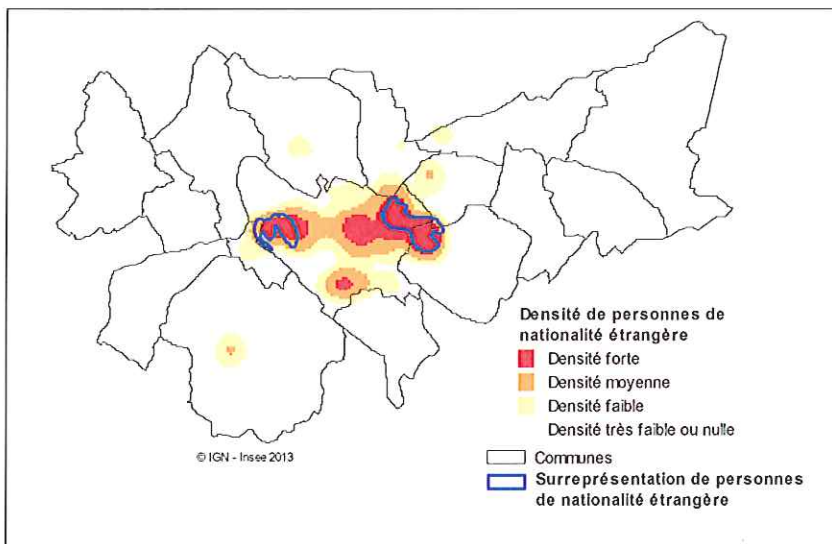 Densité de personnes de
nationalité étrangère
Densité forte
Densité moyenne
Densité faible
Densité très faible ou nulle
© IGN - Insee 2013
Communes
Surreprésentation de personnes
de nationalité étrangère